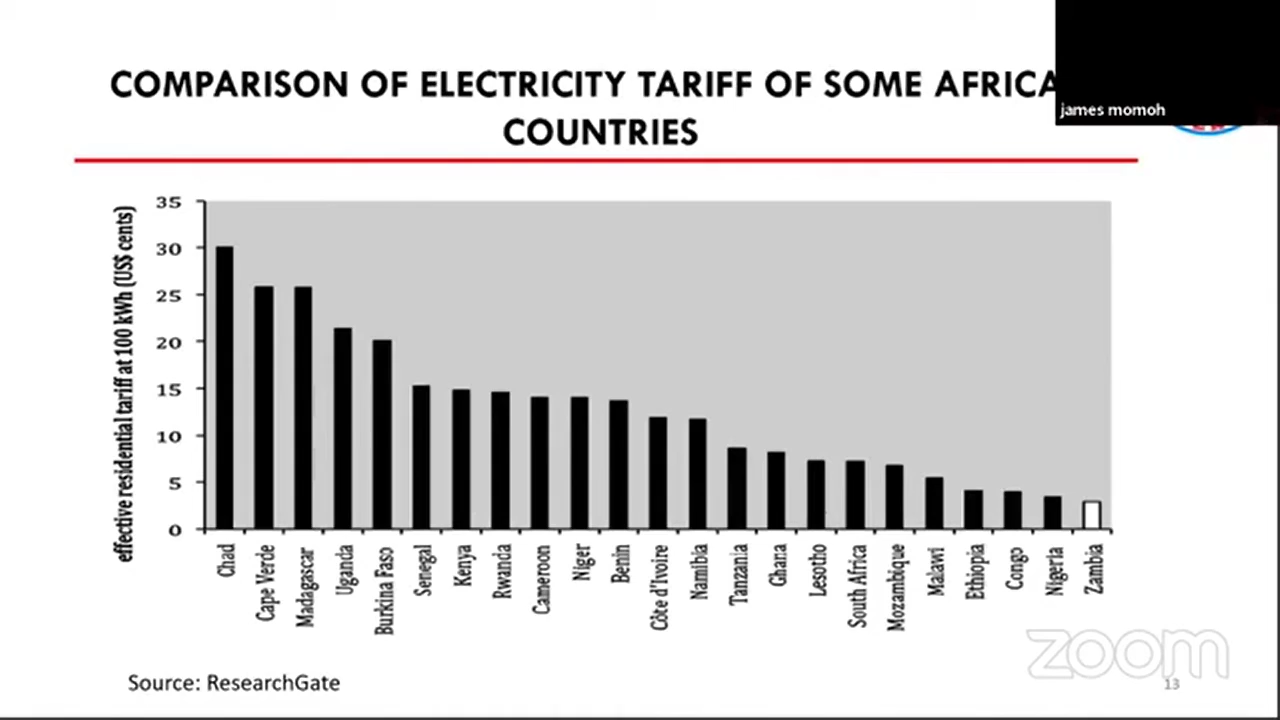 COMPARISON OF ELECTRICITY TARIFF OF SOME AFRICA
COUNTRIES
james momoh
effective residential tariff at 100 kWh (US$ cents)
35
30
25
20
15
10
5
0
Chad
Cape Verde
Madagascar
Uganda
Burkina Faso
Senegal
Kenya
Rwanda
Cameroon
Niger
Benin
Côte d'Ivoire
Namibia
Tanzania
Ghana
Lesotho
South Africa
Mozambique
Malawi
Ethiopia
Congo
Nigeria
Zambia
zoom
Source: ResearchGate
13